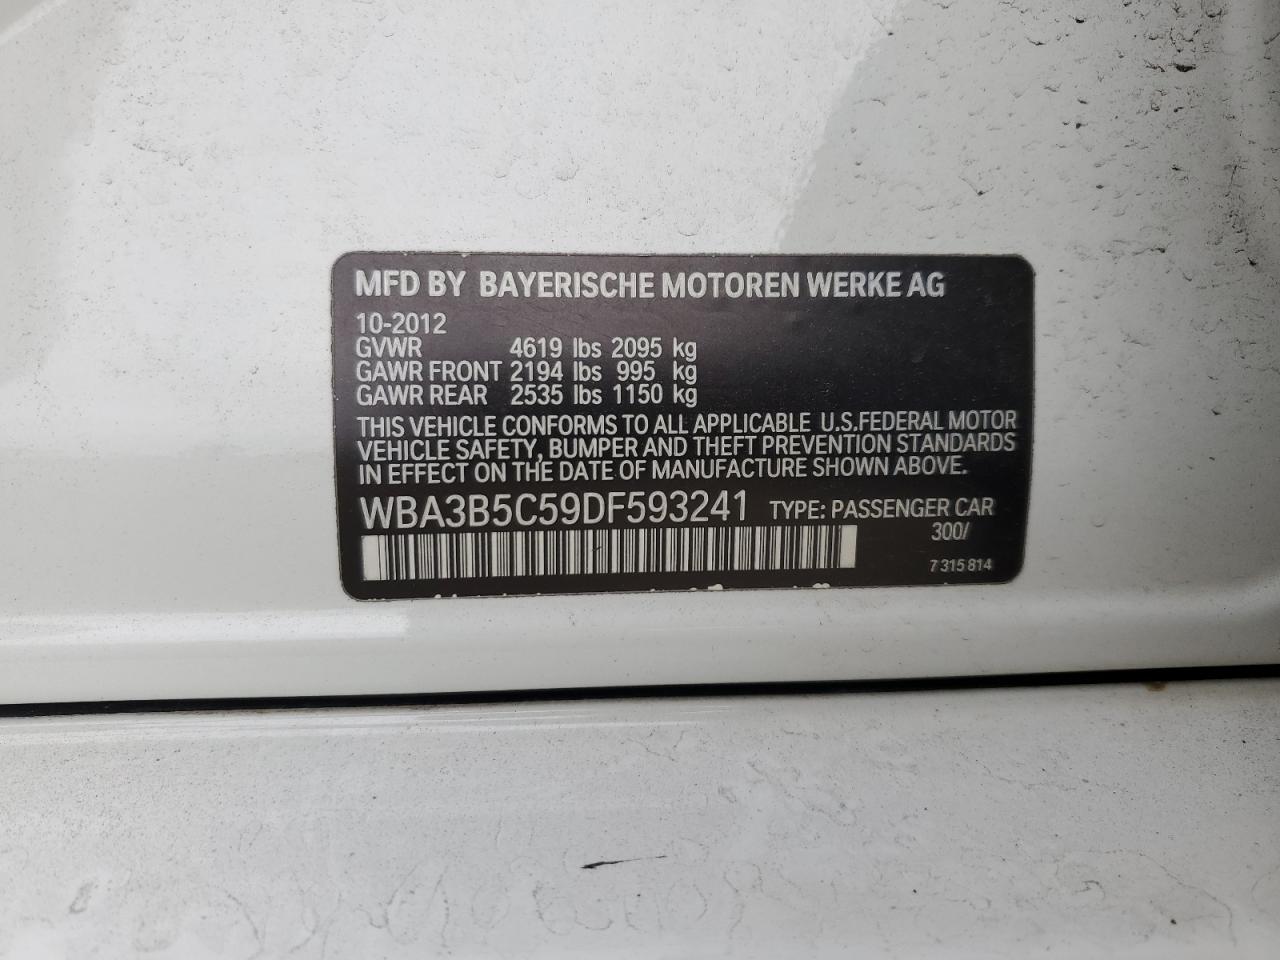 MFD BY BAYERISCHE MOTOREN WERKE AG
10-2012
GVWR 4619 lbs 2095 kg
GAWR FRONT 2194 lbs 995 kg
GAWR REAR 2535 lbs 1150 kg
THIS VEHICLE CONFORMS TO ALL APPLICABLE U.S.FEDERAL MOTOR
VEHICLE SAFETY, BUMPER AND THEFT PREVENTION STANDARDS
IN EFFECT ON THE DATE OF MANUFACTURE SHOWN ABOVE.
WBA3B5C59DF593241 TYPE: PASSENGER CAR
300/
7 315 814